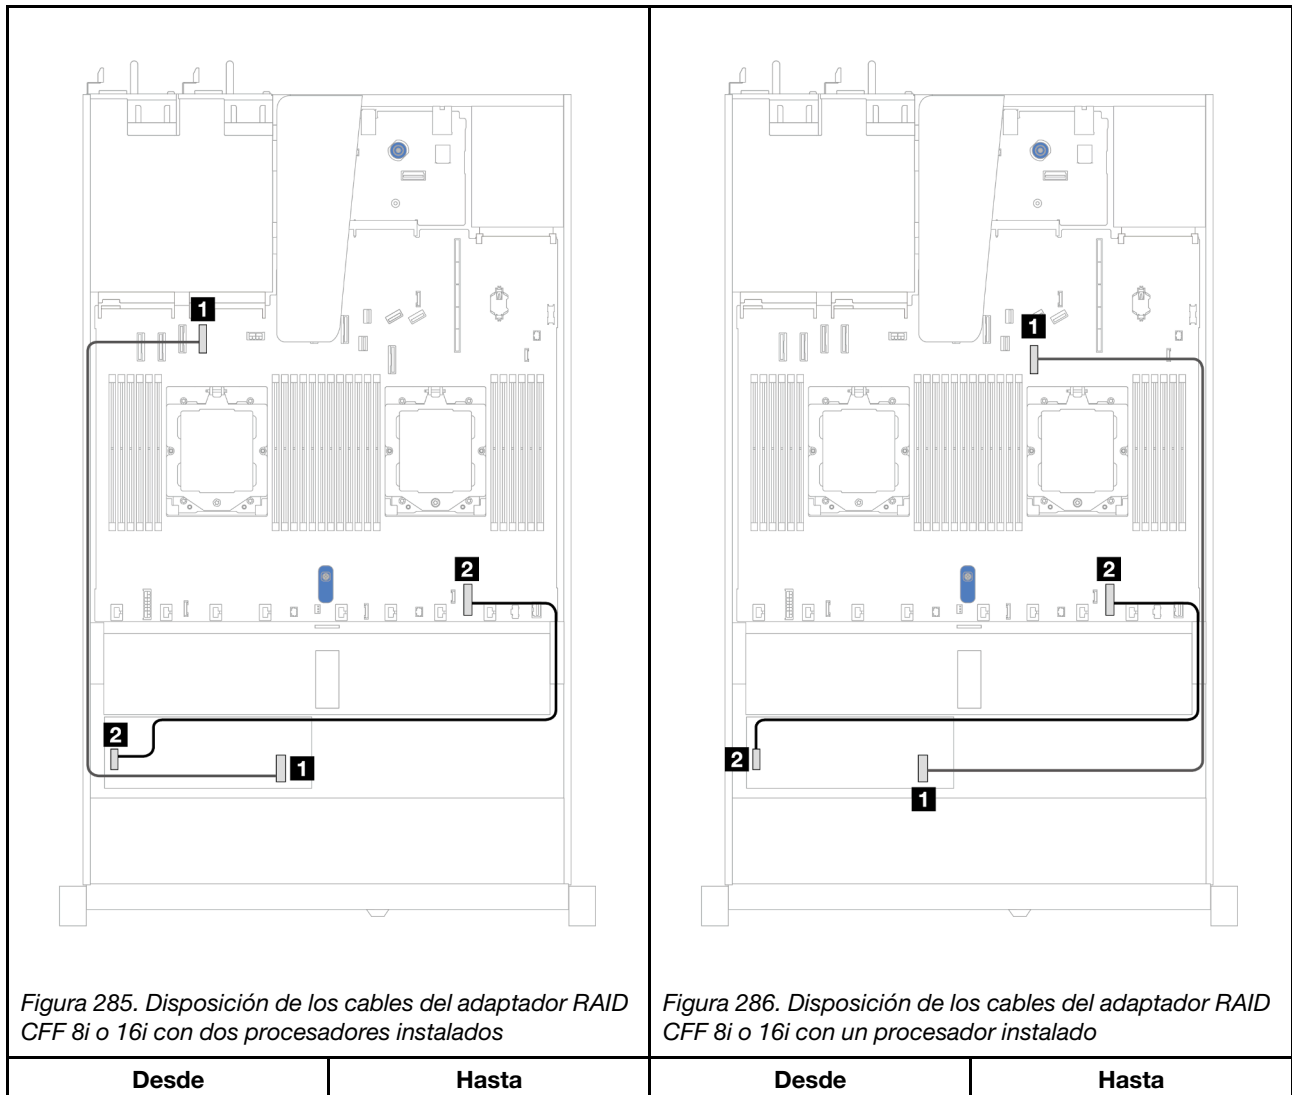 1
2
2
1
Figura 285. Disposición de los cables del adaptador RAID
CFF 8i o 16i con dos procesadores instalados
1
2
2
1
Figura 286. Disposición de los cables del adaptador RAID
CFF 8i o 16i con un procesador instalado
Desde
Hasta
Desde
Hasta